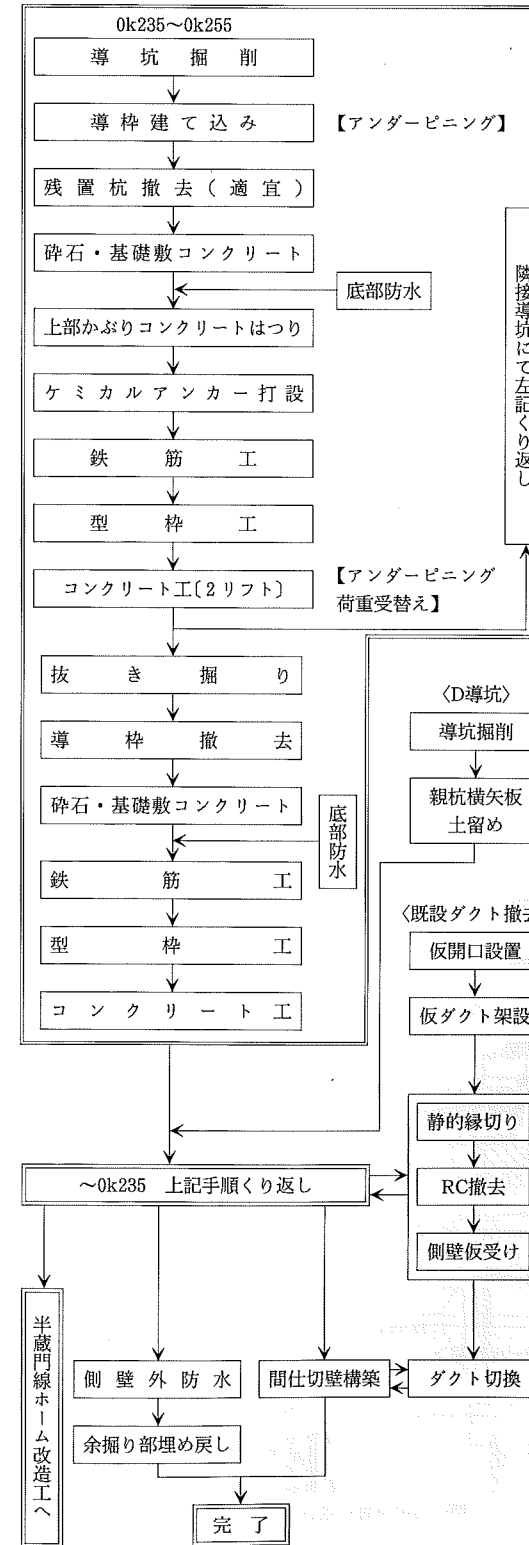 0k235～0k255
導坑掘削
導枠建て込み
【アンダーピニング】
残置杭撤去(適宜)
砕石・基礎敷コンクリート
底部防水
上部かぶりコンクリートはつり
ケミカルアンカー打設
鉄筋工
型枠工
コンクリート工〔2リフト〕
【アンダーピニング
荷重受替え】
隣接導坑にて左記くり返し
抜き掘り
導枠撤去
砕石・基礎敷コンクリート
底部防水
鉄筋工
型枠工
コンクリート工
〈D導坑〉
導坑掘削
親杭横矢板
土留め
〈既設ダクト撤去
仮開口設置
仮ダクト架設
静的縁切り
RC撤去
側壁仮受け
～0k235 上記手順くり返し
半蔵門線ホーム改造工へ
側壁外防水
余掘り部埋め戻し
間仕切壁構築
ダクト切換
完了